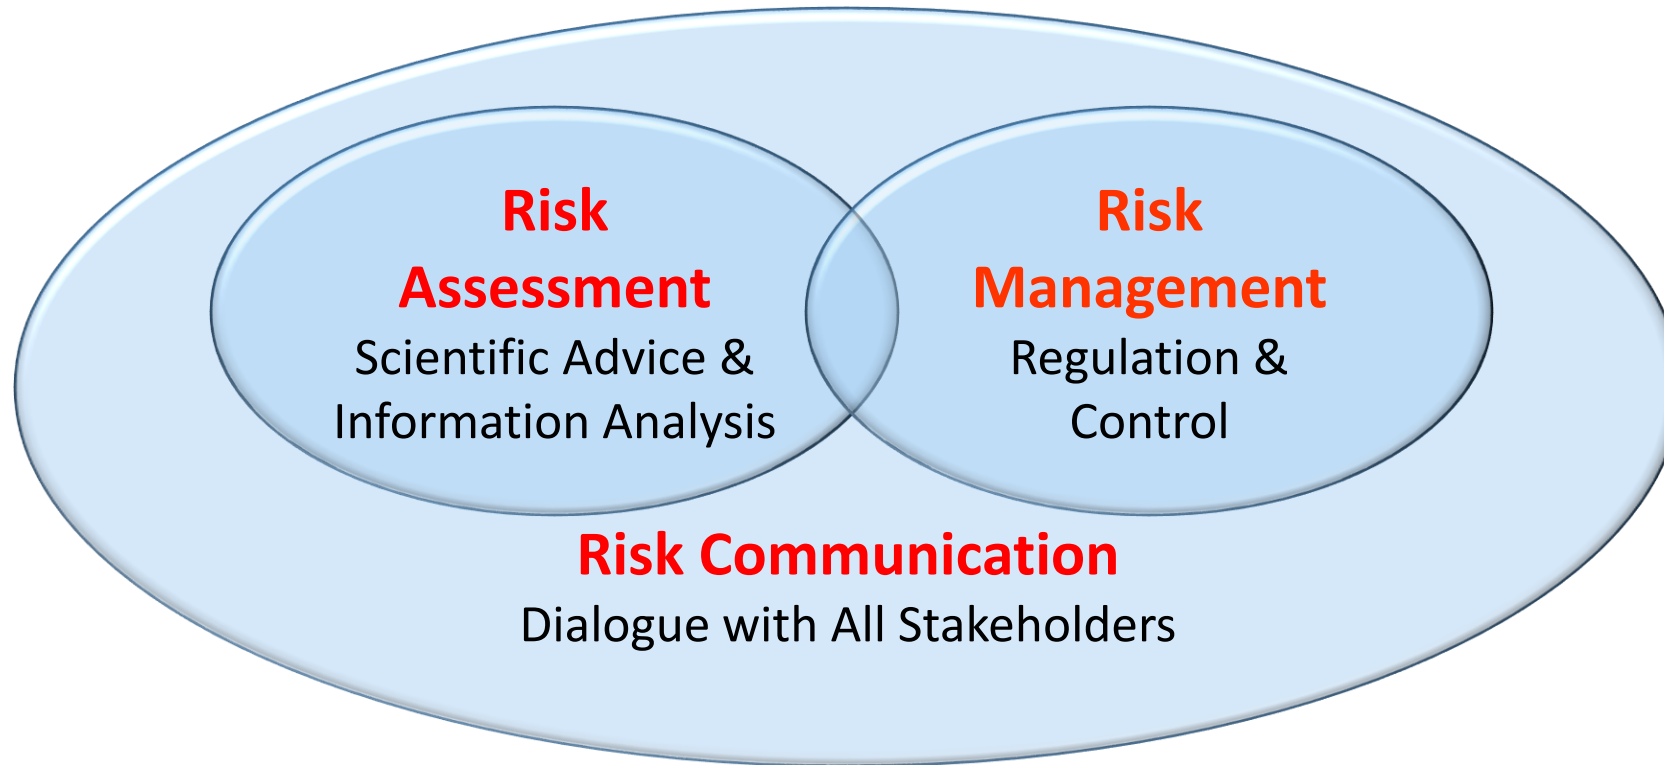 Risk
Assessment
Scientific Advice &
Information Analysis
Risk
Management
Regulation &
Control
Risk Communication
Dialogue with All Stakeholders